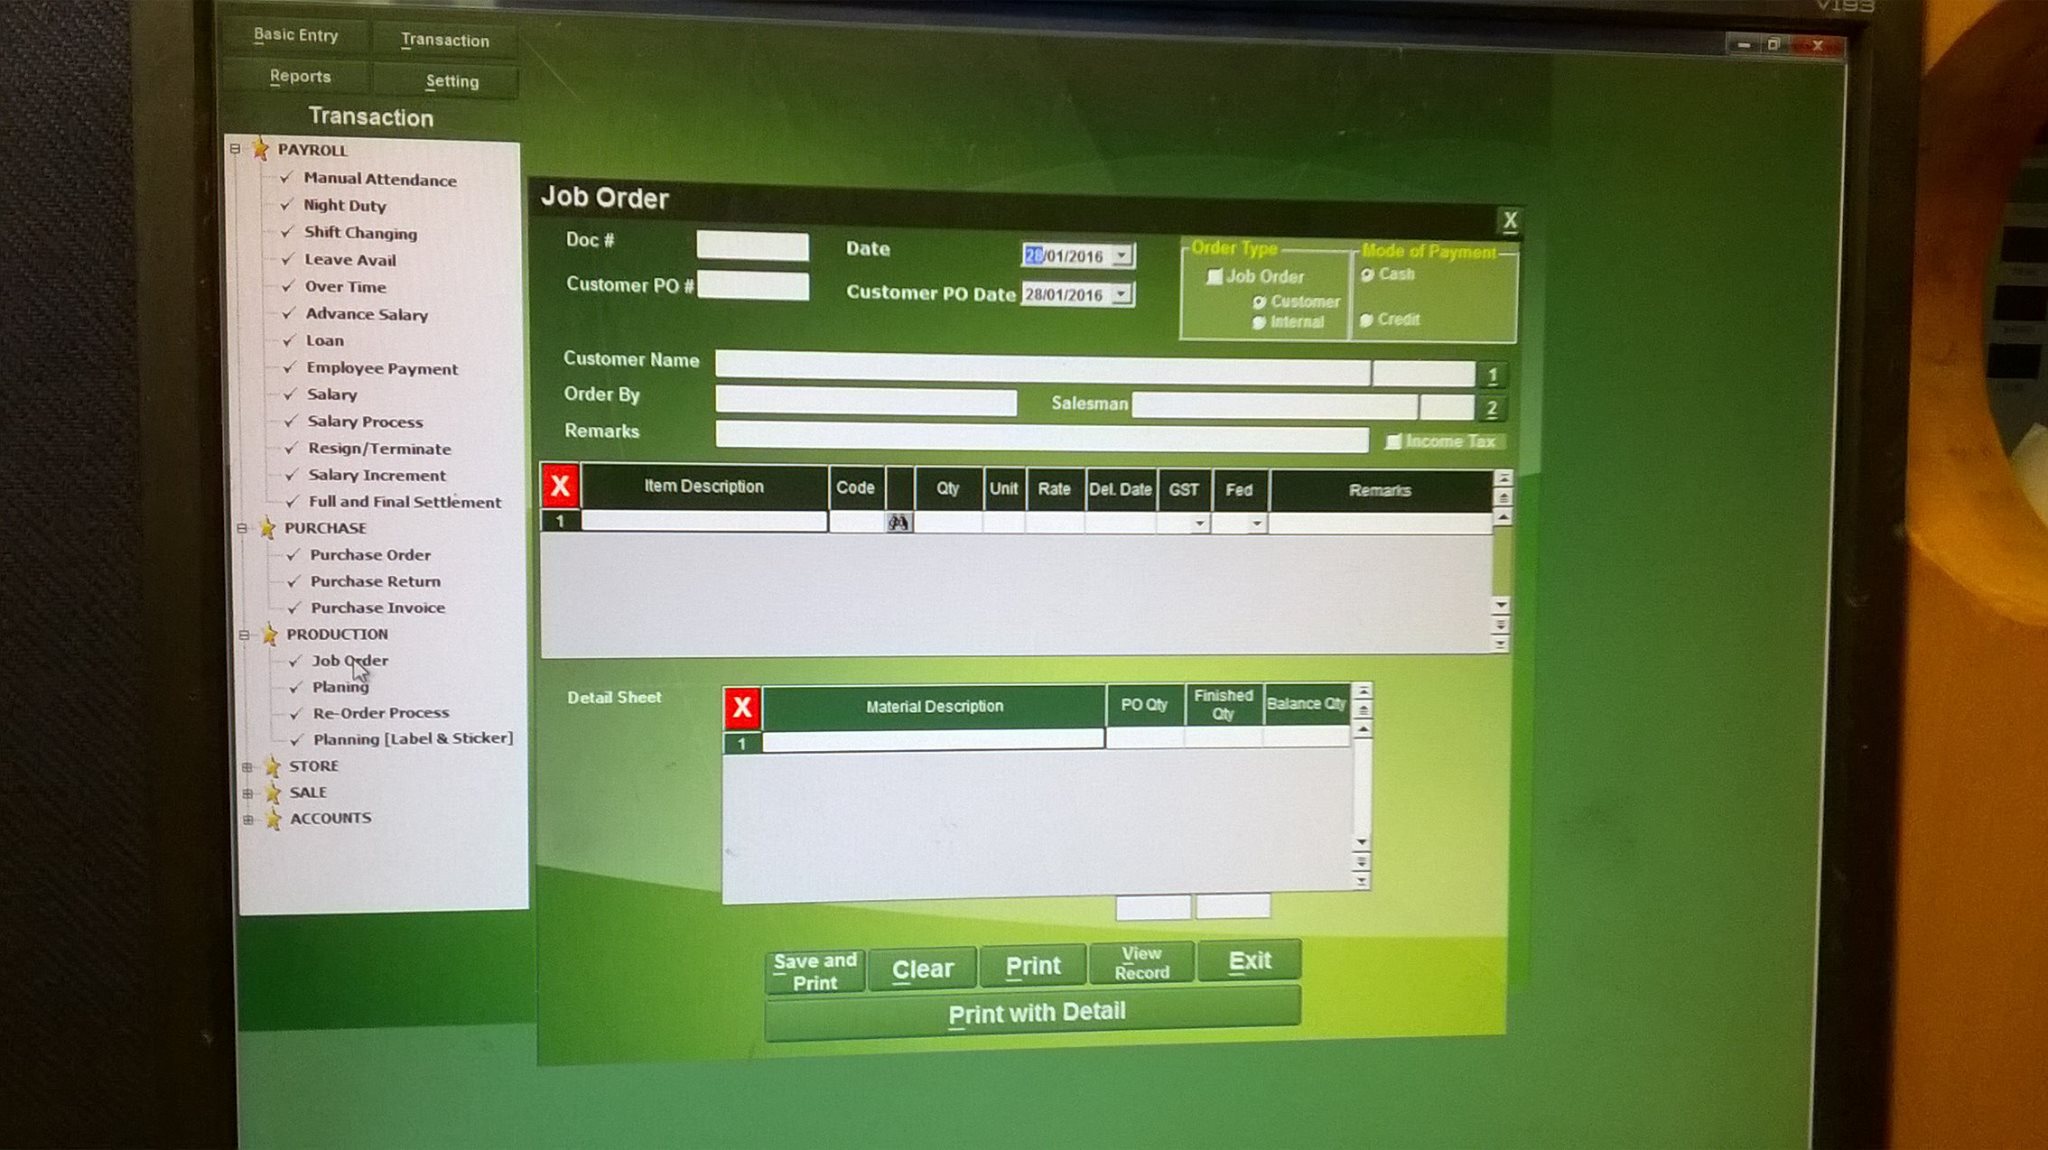 V193
Basic Entry Transaction
Reports Setting
Transaction
PAYROLL
Manual Attendance
Night Duty
Shift Changing
Leave Avail
Over Time
Advance Salary
Loan
Employee Payment
Salary
Salary Process
Resign/Terminate
Salary Increment
Full and Final Settlement
PURCHASE
Purchase Order
Purchase Return
Purchase Invoice
PRODUCTION
Job Order
Planing
Re-Order Process
Planning [Label & Sticker]
STORE
SALE
ACCOUNTS
Job Order X
Doc # Date 28/01/2016
Customer PO # Customer PO Date 28/01/2016
Order Type
Job Order
Customer
Internal
Mode of Payment
Cash
Credit
Customer Name 1
Order By Salesman 2
Remarks Income Tax
X Item Description Code Qty Unit Rate Del. Date GST Fed Remarks
1
Detail Sheet
X Material Description PO Qty Finished Qty Balance Qty
1
Save and Print Clear Print View Record Exit
Print with Detail